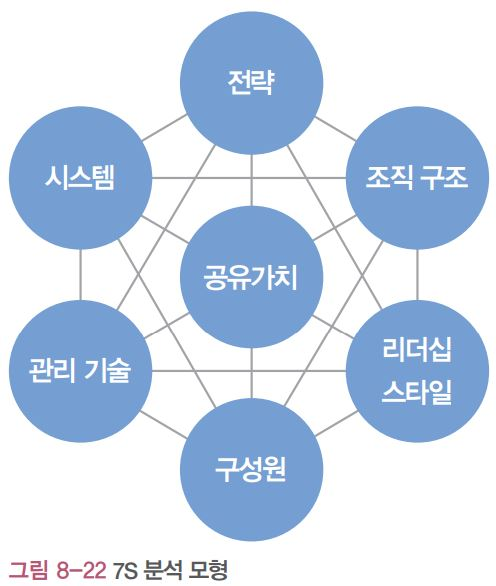 전략
시스템
조직 구조
공유가치
관리 기술
리더십
스타일
구성원
그림 8-22 7S 분석 모형